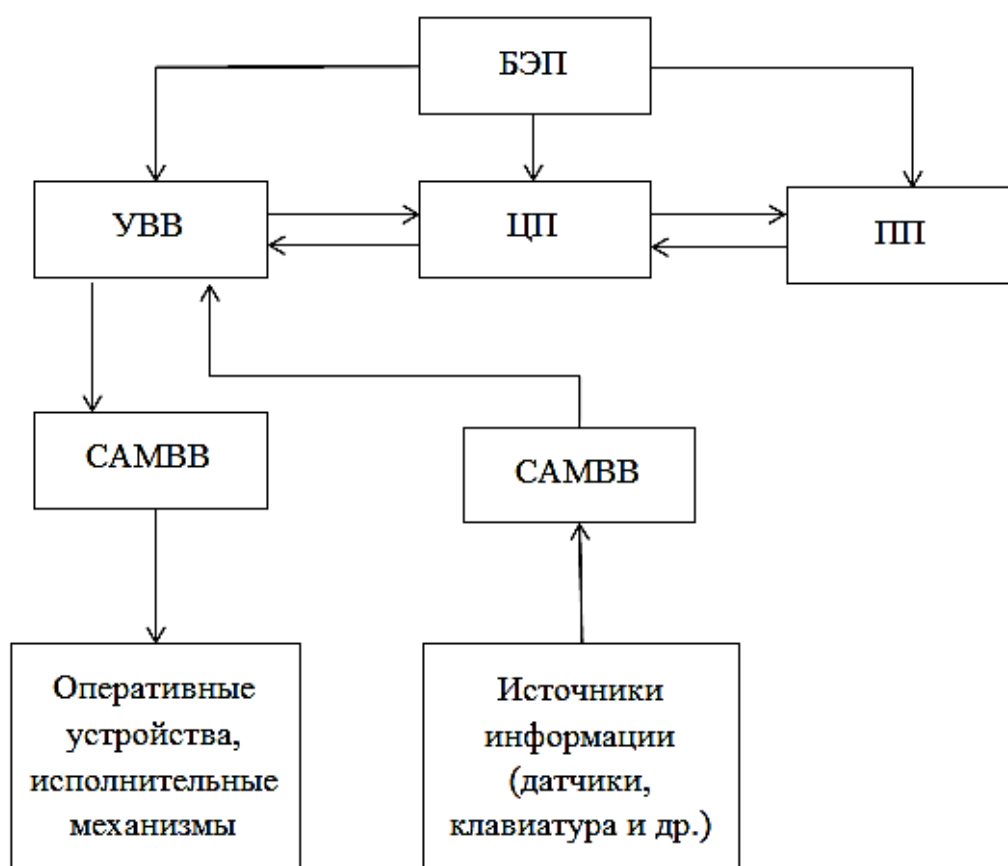 БЭП
УВВ
ЦП
ПП
САМВВ
САМВВ
Оперативные
устройства,
исполнительные
механизмы
Источники
информации
(датчики,
клавиатура и др.)